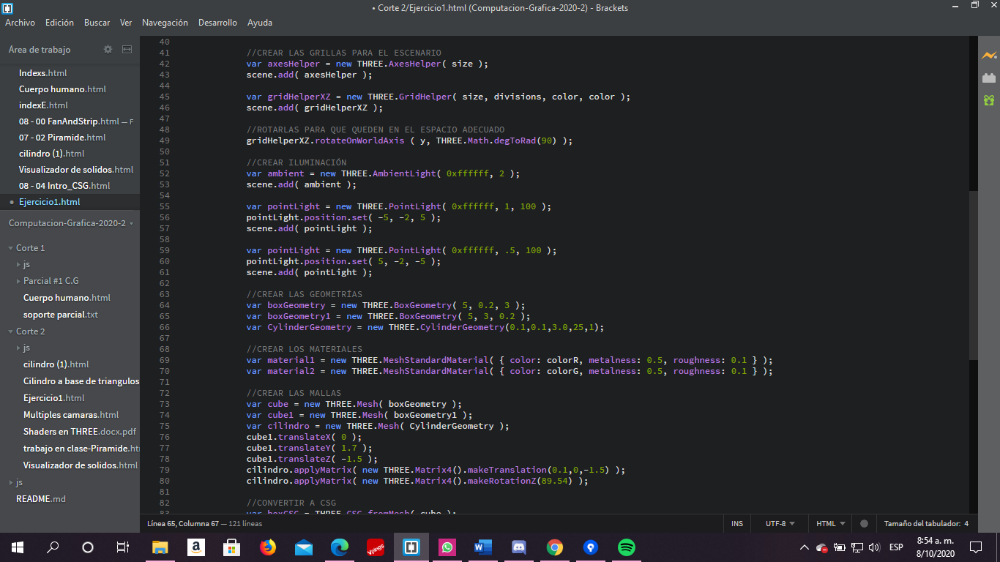 • Corte 2/Ejercicio1.html (Computacion-Grafica-2020-2) - Brackets
Archivo Edición Buscar Ver Navegación Desarrollo Ayuda
Área de trabajo
Indexs.html
Cuerpo humano.html
indexE.html
08 - 00 FanAndStrip.html — F
07 - 02 Piramide.html
cilindro (1).html
Visualizador de solidos.html
08 - 04 Intro_CSG.html
Ejercicio1.html
Computacion-Grafica-2020-2
Corte 1
js
Parcial #1 C.G
Cuerpo humano.html
soporte parcial.txt
Corte 2
js
cilindro (1).html
Cilindro a base de triangulos
Ejercicio1.html
Multiples camaras.html
Shaders en THREE.docx.pdf
trabajo en clase-Piramide.ht
Visualizador de solidos.html
js
README.md
40
41 //CREAR LAS GRILLAS PARA EL ESCENARIO
42 var axesHelper = new THREE.AxesHelper( size );
43 scene.add( axesHelper );
44
45 var gridHelperXZ = new THREE.GridHelper( size, divisions, color, color );
46 scene.add( gridHelperXZ );
47
48 //ROTARLAS PARA QUE QUEDEN EN EL ESPACIO ADECUADO
49 gridHelperXZ.rotateOnWorldAxis ( y, THREE.Math.degToRad(90) );
50
51 //CREAR ILUMINACIÓN
52 var ambient = new THREE.AmbientLight( 0xffffff, 2 );
53 scene.add( ambient );
54
55 var pointLight = new THREE.PointLight( 0xffffff, 1, 100 );
56 pointLight.position.set( -5, -2, 5 );
57 scene.add( pointLight );
58
59 var pointLight = new THREE.PointLight( 0xffffff, .5, 100 );
60 pointLight.position.set( 5, -2, -5 );
61 scene.add( pointLight );
62
63 //CREAR LAS GEOMETRÍAS
64 var boxGeometry = new THREE.BoxGeometry( 5, 0.2, 3 );
65 var boxGeometry1 = new THREE.BoxGeometry( 5, 3, 0.2 );
66 var CylinderGeometry = new THREE.CylinderGeometry(0.1,0.1,3.0,25,1);
67
68 //CREAR LOS MATERIALES
69 var material1 = new THREE.MeshStandardMaterial( { color: colorR, metalness: 0.5, roughness: 0.1 } );
70 var material2 = new THREE.MeshStandardMaterial( { color: colorG, metalness: 0.5, roughness: 0.1 } );
71
72 //CREAR LAS MALLAS
73 var cube = new THREE.Mesh( boxGeometry );
74 var cube1 = new THREE.Mesh( boxGeometry1 );
75 var cilindro = new THREE.Mesh( CylinderGeometry );
76 cube1.translateX( 0 );
77 cube1.translateY( 1.7 );
78 cube1.translateZ( -1.5 );
79 cilindro.applyMatrix( new THREE.Matrix4().makeTranslation(0.1,0,-1.5) );
80 cilindro.applyMatrix( new THREE.Matrix4().makeRotationZ(89.54) );
81
82 //CONVERTIR A CSG
83 var boxCSG = THREE.CSG.fromMesh( cube );
Línea 65, Columna 67 — 121 líneas
INS UTF-8 HTML Tamaño del tabulador: 4
Vpings
ESP
8:54 a. m.
8/10/2020